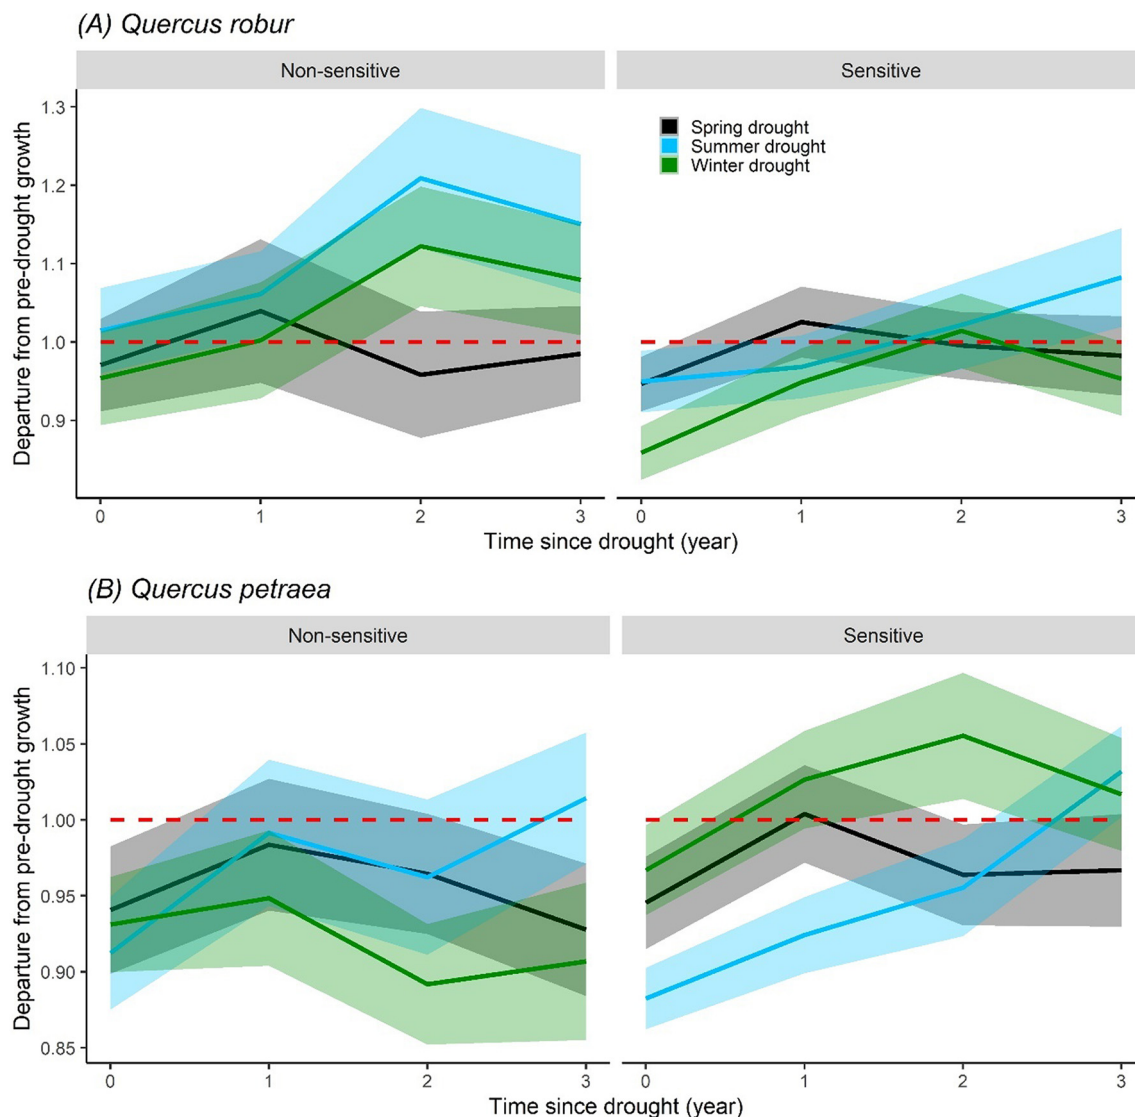 (A) Quercus robur
Non-sensitive
Sensitive
Departure from pre-drought growth
1.3
1.2
1.1
1.0
0.9
Spring drought
Summer drought
Winter drought
0 1 2 3
0 1 2 3
Time since drought (year)
(B) Quercus petraea
Non-sensitive
Sensitive
Departure from pre-drought growth
1.10
1.05
1.00
0.95
0.90
0.85
0 1 2 3
0 1 2 3
Time since drought (year)